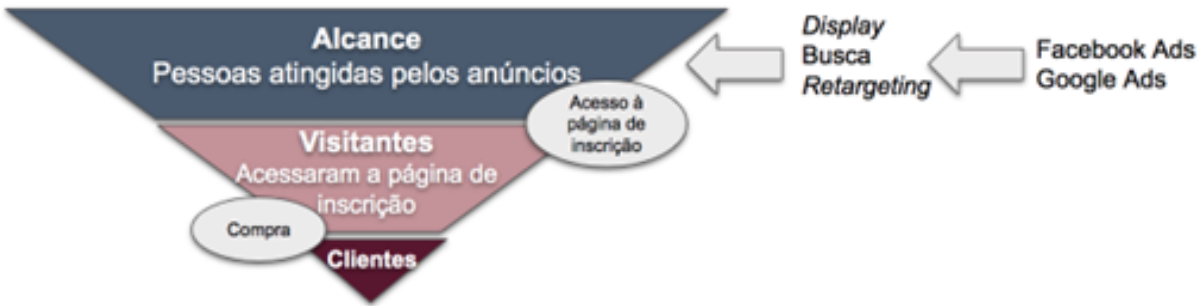 Alcance
Pessoas atingidas pelos anúncios
Display
Busca
Retargeting
Facebook Ads
Google Ads
Acesso à
página de
inscrição
Visitantes
Acessaram a página de
inscrição
Compra
Clientes